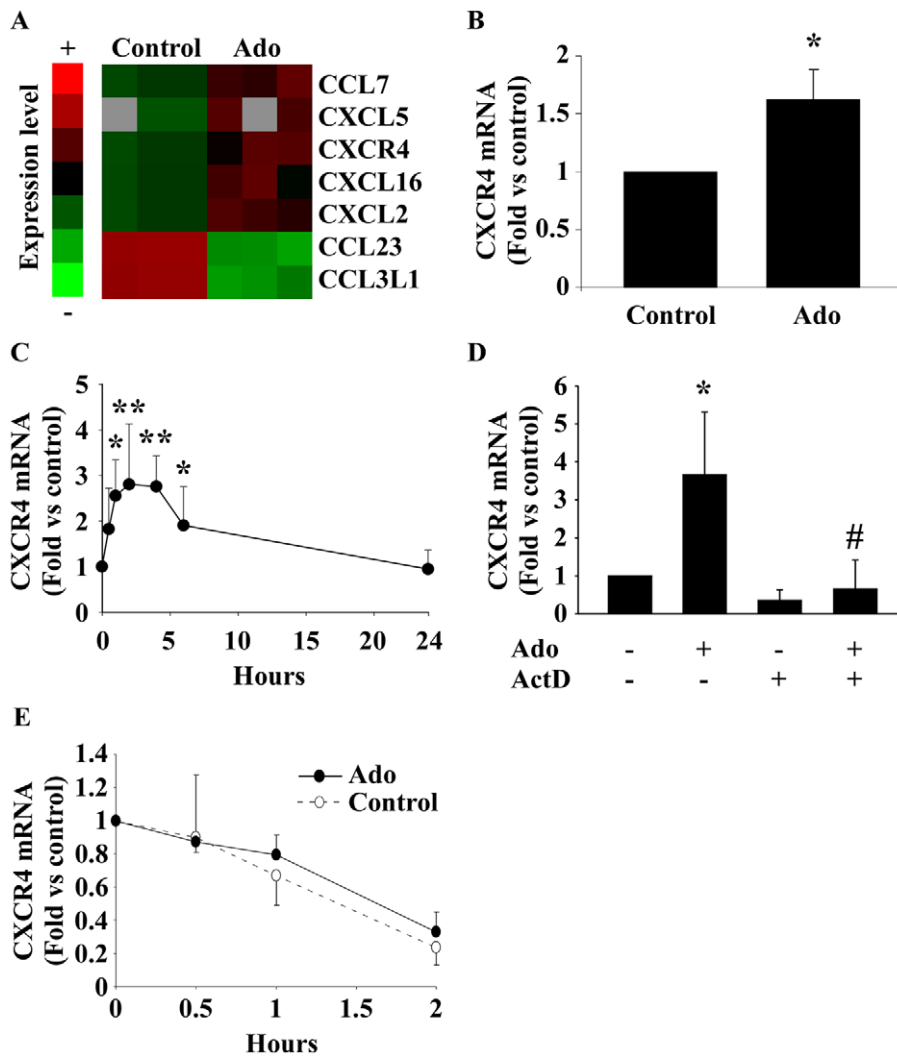 A
+
Control Ado
Expression level
-
CCL7
CXCL5
CXCR4
CXCL16
CXCL2
CCL23
CCL3L1
B
CXCR4 mRNA
(Fold vs control)
2
1.5
1
0.5
0
*
Control Ado
C
CXCR4 mRNA
(Fold vs control)
5
4
3
2
1
0
* ** ** *
0 5 10 15 20 24
Hours
D
CXCR4 mRNA
(Fold vs control)
6
5
4
3
2
1
0
* #
Ado - + - +
ActD - - + +
E
CXCR4 mRNA
(Fold vs control)
1.4
1.2
1
0.8
0.6
0.4
0.2
0
Ado
Control
0 0.5 1 1.5 2
Hours